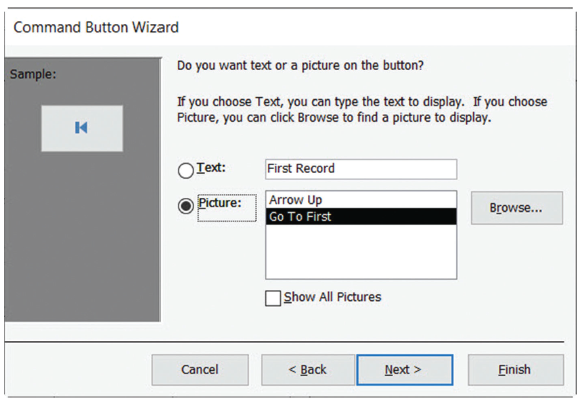 Command Button Wizard
Sample:
Do you want text or a picture on the button?
If you choose Text, you can type the text to display. If you choose
Picture, you can click Browse to find a picture to display.
Text:
First Record
Picture:
Arrow Up
Go To First
Browse...
Show All Pictures
Cancel
< Back
Next >
Finish